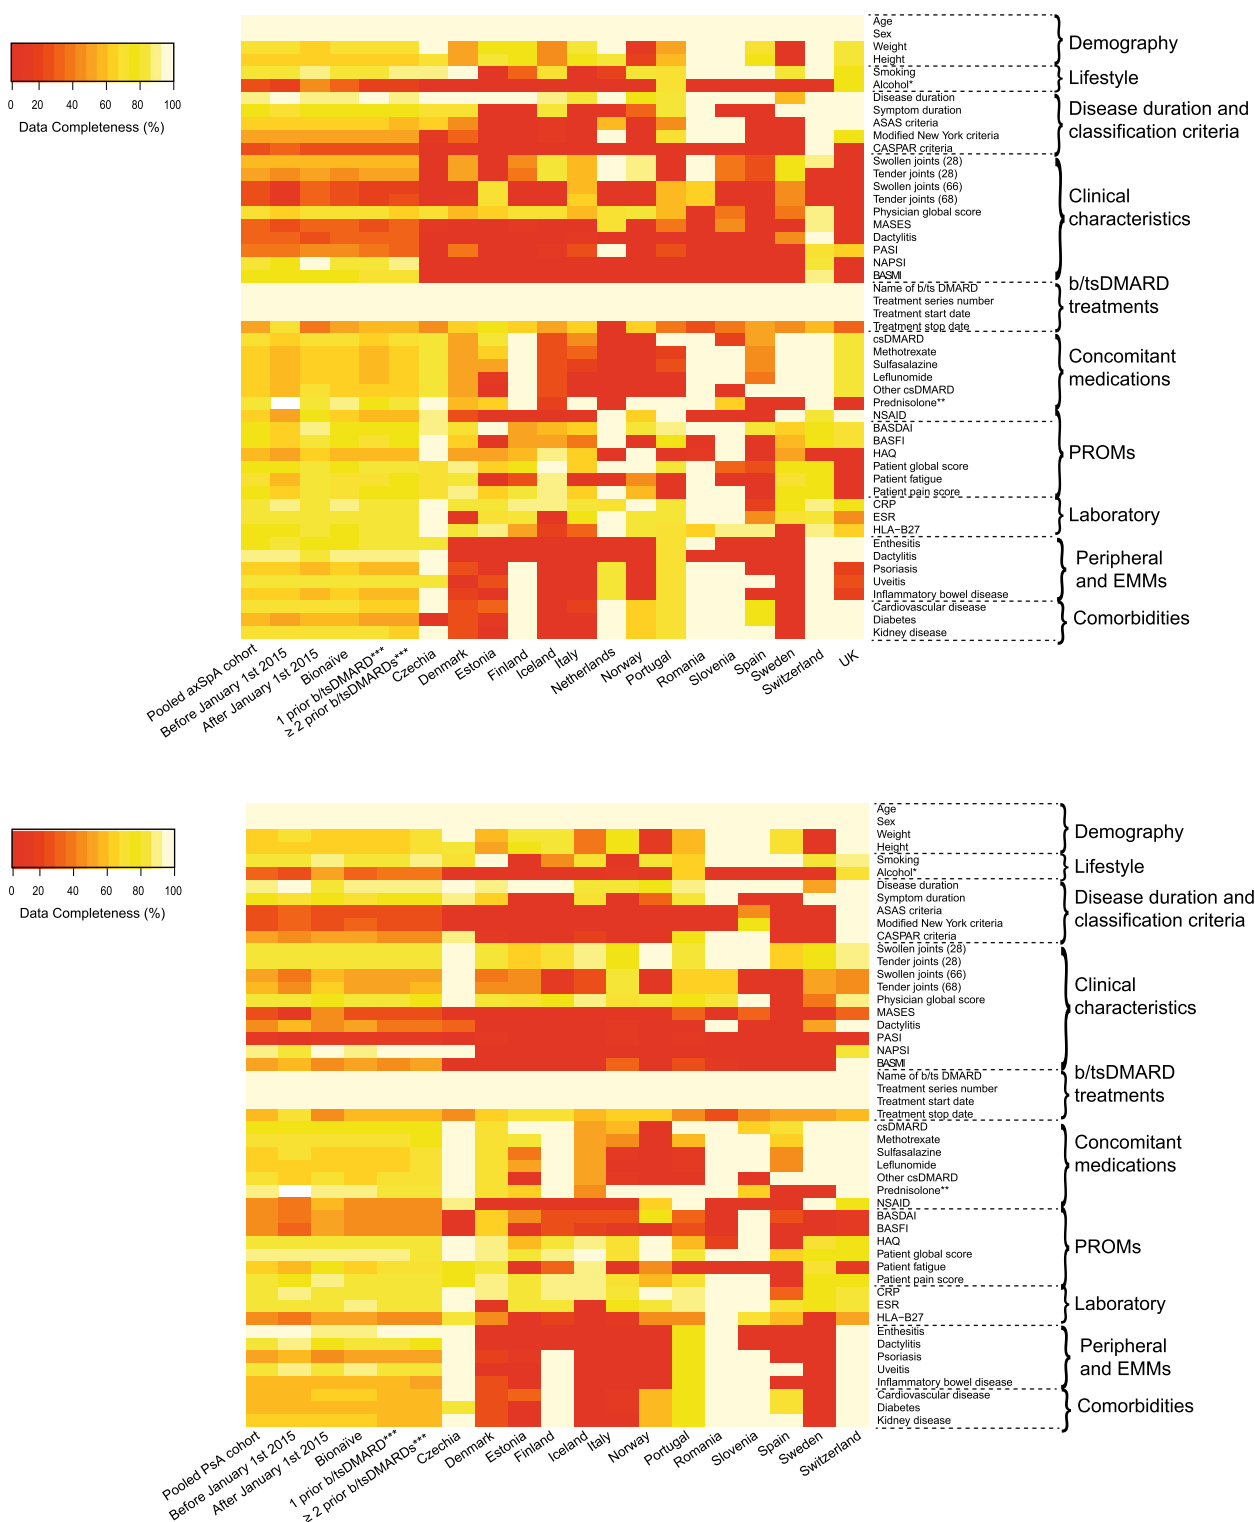 Age
Sex
Weight
Height
Demography
Smoking
Alcohol*
Lifestyle
0 20 40 60 80 100
Data Completeness (%)
Disease duration
Symptom duration
ASAS criteria
Modified New York criteria
CASPAR criteria
Disease duration and
classification criteria
Swollen joints (28)
Tender joints (28)
Swollen joints (66)
Tender joints (68)
Physician global score
MASES
Dactylitis
PASI
NAPSI
BASMI
Clinical
characteristics
Name of b/ts DMARD
Treatment series number
Treatment start date
Treatment stop date
b/tsDMARD
treatments
csDMARD
Methotrexate
Sulfasalazine
Leflunomide
Other csDMARD
Prednisolone**
NSAID
Concomitant
medications
BASDAI
BASFI
HAQ
Patient global score
Patient fatigue
Patient pain score
PROMs
CRP
ESR
HLA−B27
Laboratory
Enthesitis
Dactylitis
Psoriasis
Uveitis
Inflammatory bowel disease
Peripheral
and EMMs
Cardiovascular disease
Diabetes
Kidney disease
Comorbidities
Pooled axSpA cohort
Before January 1st 2015
After January 1st 2015
Bionaïve
1 prior b/tsDMARD***
≥ 2 prior b/tsDMARDs***
Czechia
Denmark
Estonia
Finland
Iceland
Italy
Netherlands
Norway
Portugal
Romania
Slovenia
Spain
Sweden
Switzerland
UK
Age
Sex
Weight
Height
Demography
Smoking
Alcohol*
Lifestyle
0 20 40 60 80 100
Data Completeness (%)
Disease duration
Symptom duration
ASAS criteria
Modified New York criteria
CASPAR criteria
Disease duration and
classification criteria
Swollen joints (28)
Tender joints (28)
Swollen joints (66)
Tender joints (68)
Physician global score
MASES
Dactylitis
PASI
NAPSI
BASMI
Clinical
characteristics
Name of b/ts DMARD
Treatment series number
Treatment start date
Treatment stop date
b/tsDMARD
treatments
csDMARD
Methotrexate
Sulfasalazine
Leflunomide
Other csDMARD
Prednisolone**
NSAID
Concomitant
medications
BASDAI
BASFI
HAQ
Patient global score
Patient fatigue
Patient pain score
PROMs
CRP
ESR
HLA−B27
Laboratory
Enthesitis
Dactylitis
Psoriasis
Uveitis
Inflammatory bowel disease
Peripheral
and EMMs
Cardiovascular disease
Diabetes
Kidney disease
Comorbidities
Pooled PsA cohort
Before January 1st 2015
After January 1st 2015
Bionaïve
1 prior b/tsDMARD***
≥ 2 prior b/tsDMARDs***
Czechia
Denmark
Estonia
Finland
Iceland
Italy
Norway
Portugal
Romania
Slovenia
Spain
Sweden
Switzerland